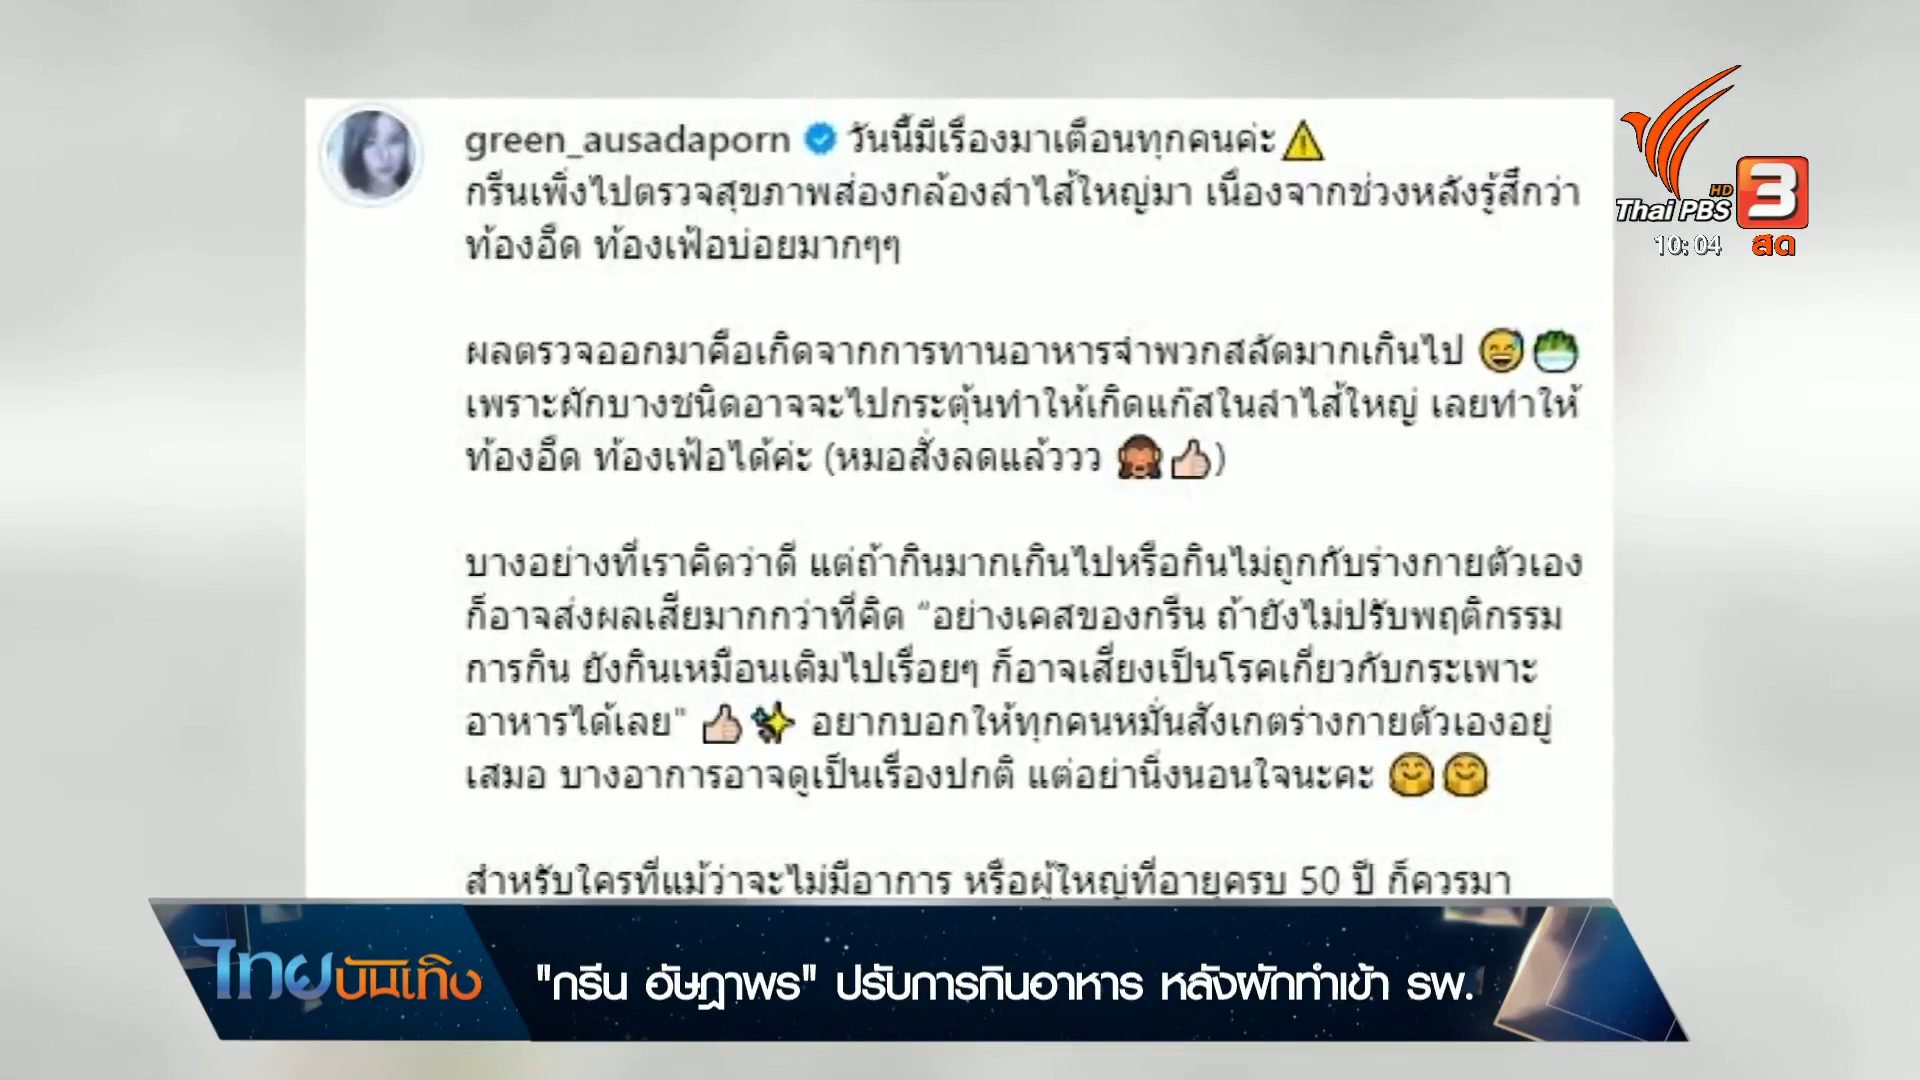 green_ausadaporn วันนี้มีเรื่องมาเตือนทุกคนค่ะ⚠️
กรีนเพิ่งไปตรวจสุขภาพส่องกล้องลำไส้ใหญ่มา เนื่องจากช่วงหลังรู้สึกว่า
ท้องอืด ท้องเฟ้อบ่อยมากๆๆ
ผลตรวจออกมาคือเกิดจากการทานอาหารจำพวกสลัดมากเกินไป 😅🥗
เพราะผักบางชนิดอาจจะไปกระตุ้นทำให้เกิดแก๊สในลำไส้ใหญ่ เลยทำให้
ท้องอืด ท้องเฟ้อได้ค่ะ (หมอสั่งลดแล้ววว 🙈👍🏻)
บางอย่างที่เราคิดว่าดี แต่ถ้ากินมากเกินไปหรือกินไม่ถูกกับร่างกายตัวเอง
ก็อาจส่งผลเสียมากกว่าที่คิด "อย่างเคสของกรีน ถ้ายังไม่ปรับพฤติกรรม
การกิน ยังกินเหมือนเดิมไปเรื่อยๆ ก็อาจเสี่ยงเป็นโรคเกี่ยวกับกระเพาะ
อาหารได้เลย" 👍🏻✨ อยากบอกให้ทุกคนหมั่นสังเกตร่างกายตัวเองอยู่
เสมอ บางอาการอาจดูเป็นเรื่องปกติ แต่อย่านิ่งนอนใจนะคะ 🤗🤗
สำหรับใครที่แม้ว่าจะไม่มีอาการ หรือผู้ใหญ่ที่อายุครบ 50 ปี ก็ควรมา
HD
Thai PBS 3
10:04 สด
ไทยบันเทิง
"กรีน อัษฎาพร" ปรับการกินอาหาร หลังผักทำเข้า รพ.